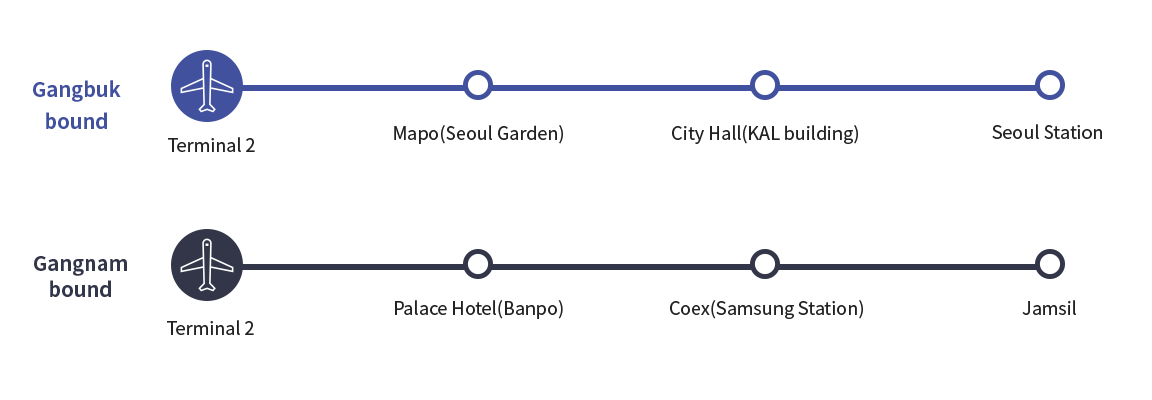 Gangbuk
bound
Terminal 2
Mapo(Seoul Garden)
City Hall(KAL building)
Seoul Station
Gangnam
bound
Terminal 2
Palace Hotel(Banpo)
Coex(Samsung Station)
Jamsil